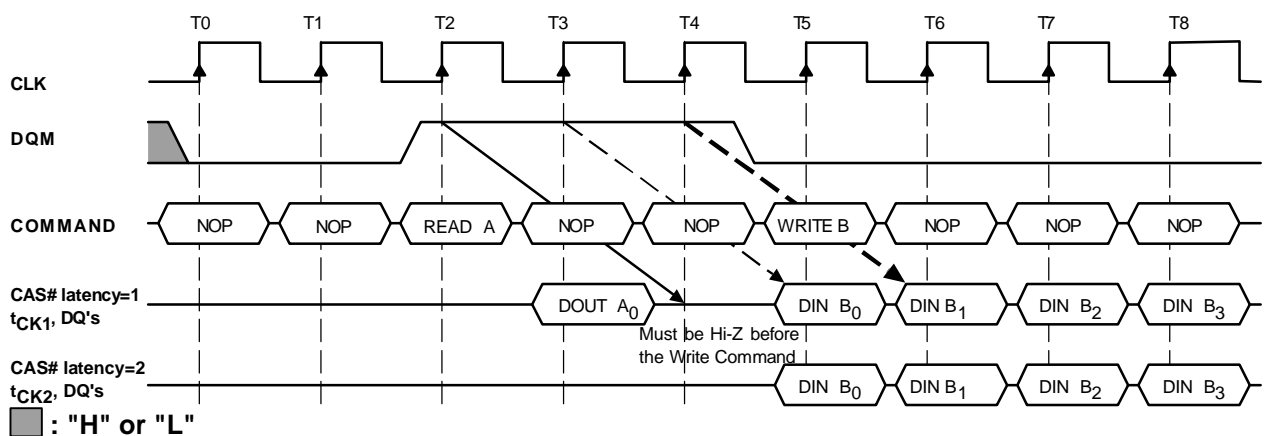 T0 T1 T2 T3 T4 T5 T6 T7 T8
CLK
DQM
COMMAND NOP NOP READ A NOP NOP WRITE B NOP NOP NOP
CAS# latency=1
tCK1, DQ's DOUT A0 DIN B0 DIN B1 DIN B2 DIN B3
Must be Hi-Z before
the Write Command
CAS# latency=2
tCK2, DQ's DIN B0 DIN B1 DIN B2 DIN B3
: "H" or "L"